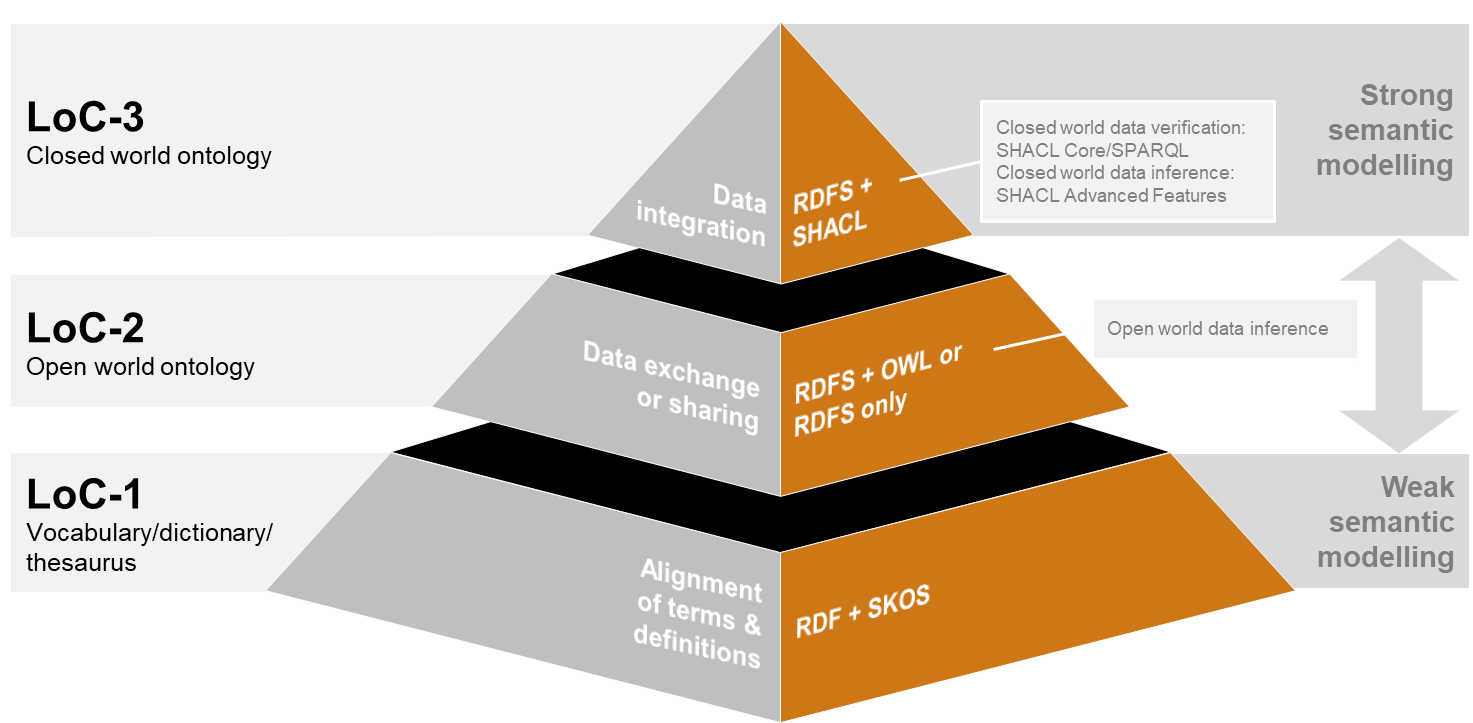 LoC-3
Closed world ontology
Data
integration
RDFS +
SHACL
Closed world data verification:
SHACL Core/SPARQL
Closed world data inference:
SHACL Advanced Features
Strong
semantic
modelling
LoC-2
Open world ontology
Data exchange
or sharing
RDFS + OWL or
RDFS only
Open world data inference
LoC-1
Vocabulary/dictionary/
thesaurus
Alignment
of terms &
definitions
RDF + SKOS
Weak
semantic
modelling